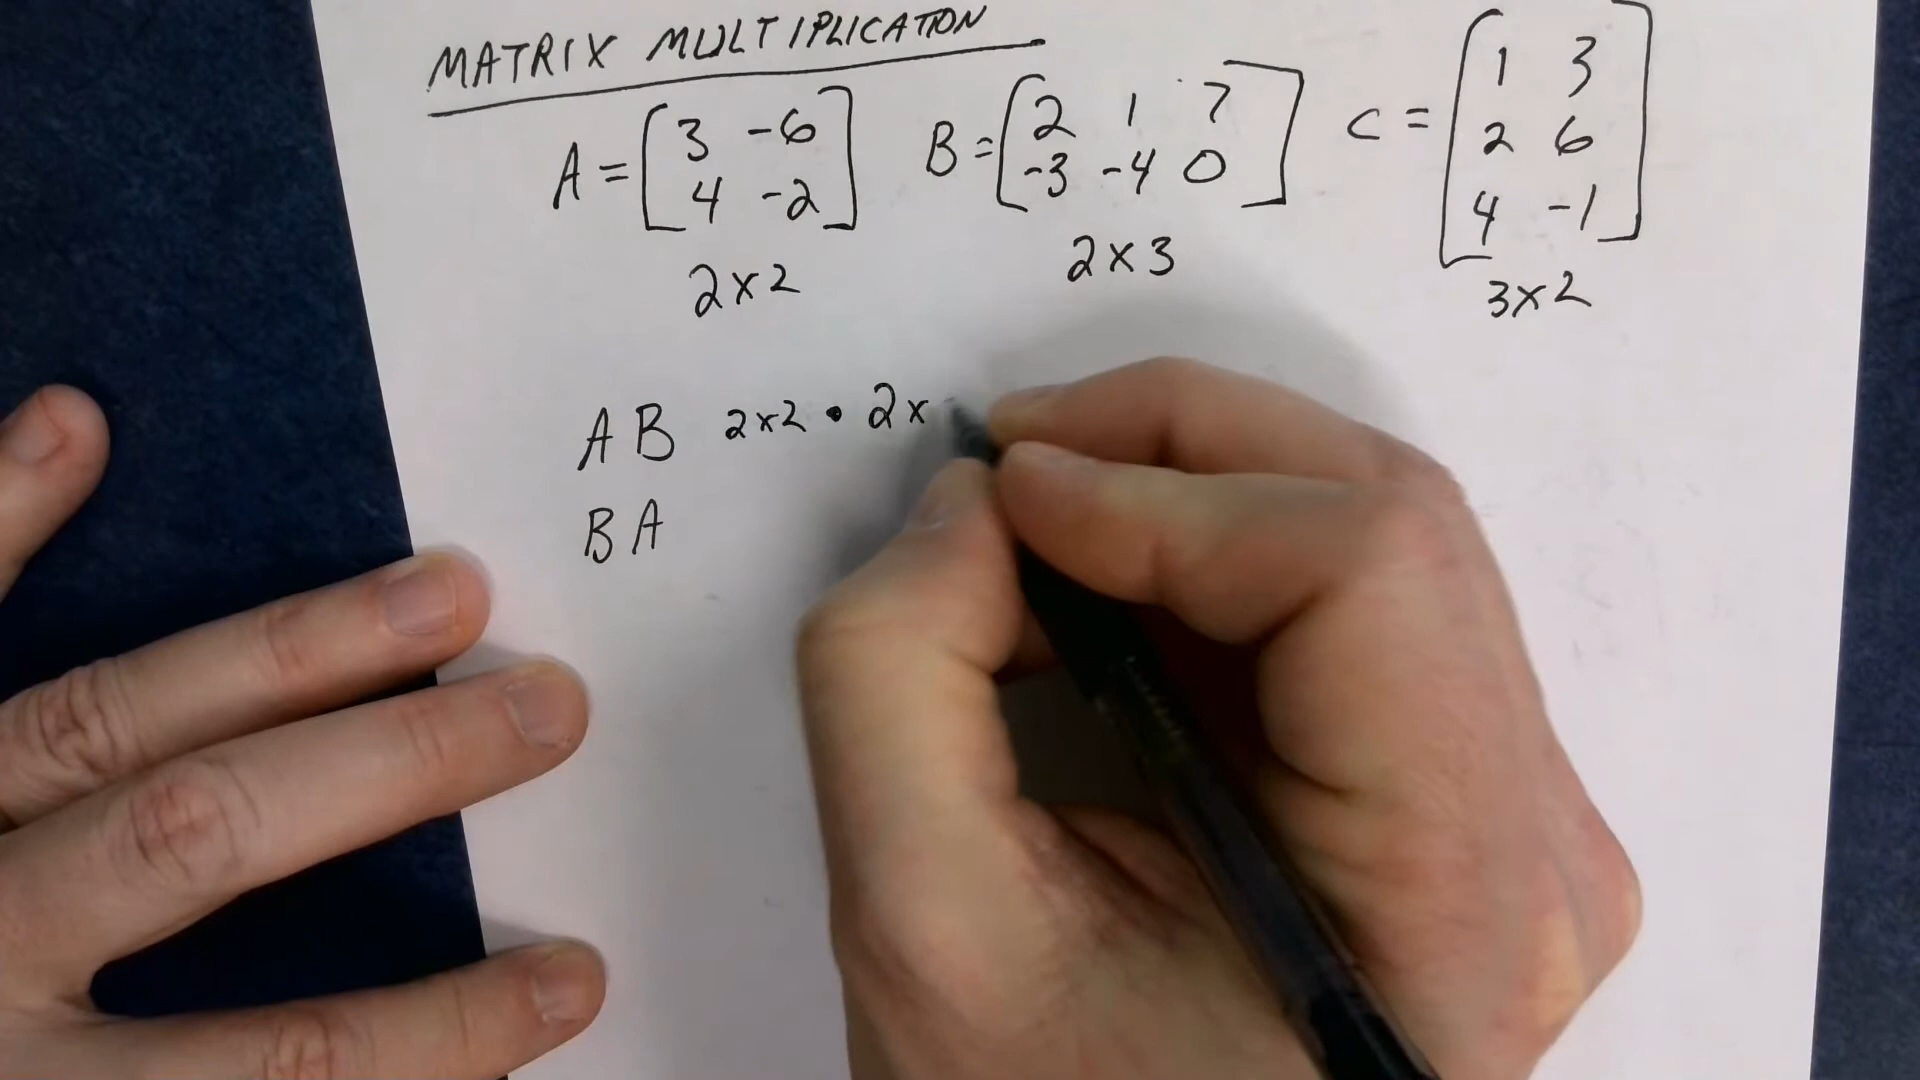 MATRIX MULTIPLICATION
A = [3 -6
4 -2]
2x2
B = [2 1 7
-3 -4 0]
2x3
C = [1 3
2 6
4 -1]
3x2
AB 2x2 • 2x
BA